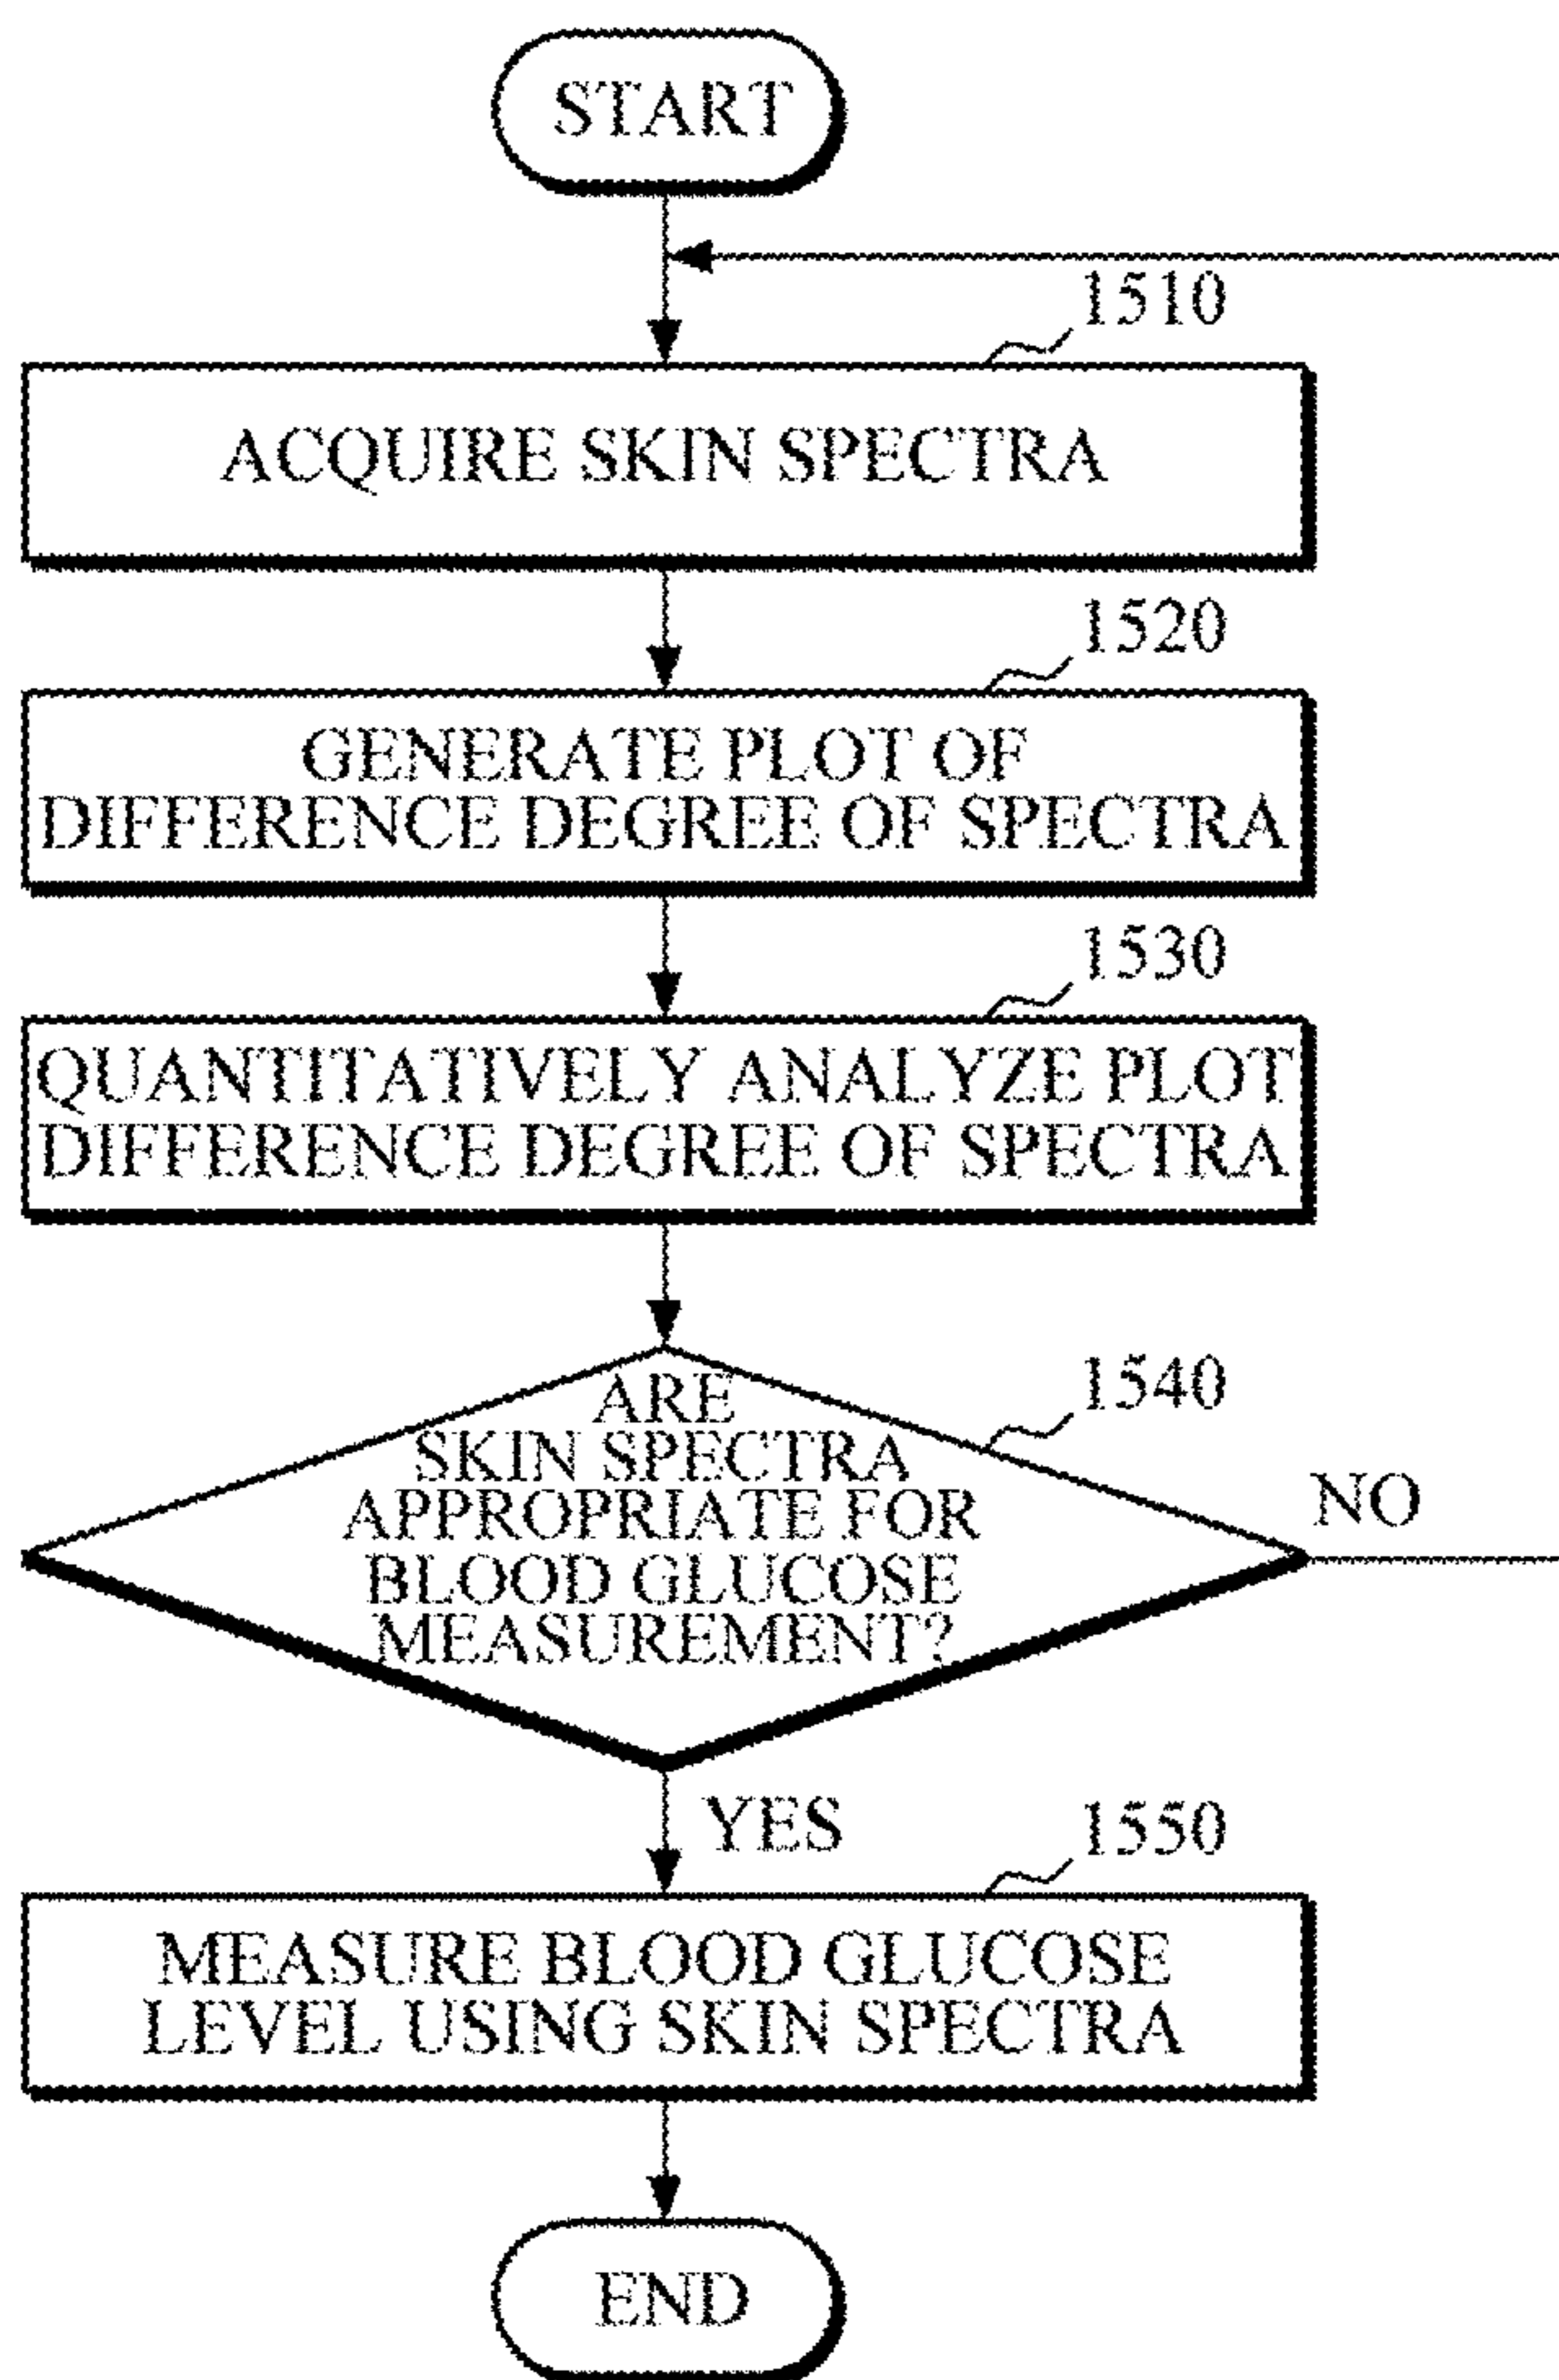 START
1510
ACQUIRE SKIN SPECTRA
1520
GENERATE PLOT OF
DIFFERENCE DEGREE OF SPECTRA
1530
QUANTITATIVELY ANALYZE PLOT
DIFFERENCE DEGREE OF SPECTRA
1540
ARE
SKIN SPECTRA
APPROPRIATE FOR
BLOOD GLUCOSE
MEASUREMENT?
NO
YES
1550
MEASURE BLOOD GLUCOSE
LEVEL USING SKIN SPECTRA
END